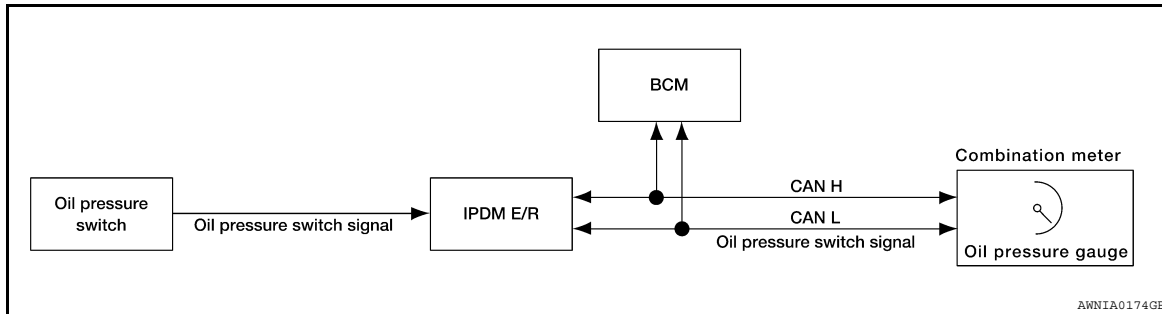 BCM
Combination meter
Oil pressure
switch
Oil pressure switch signal
IPDM E/R
CAN H
CAN L
Oil pressure switch signal
Oil pressure gauge